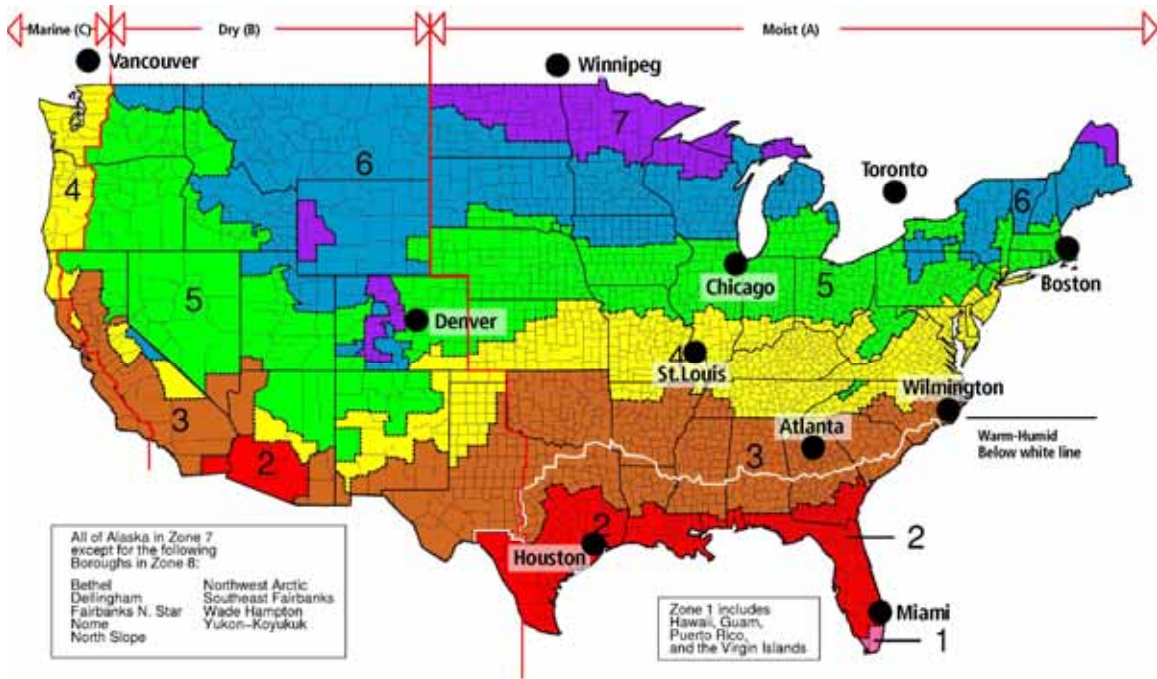 Marine (C)
Dry (B)
Moist (A)
Vancouver
Winnipeg
7
6
Toronto
4
6
Chicago
5
Boston
5
Denver
4
St.Louis
Wilmington
3
Atlanta
3
Warm-Humid
Below white line
2
All of Alaska in Zone 7
except for the following
Boroughs in Zone 8:
Bethel
Northwest Arctic
Dellingham
Southeast Fairbanks
Fairbanks N. Star
Wade Hampton
Nome
Yukon-Koyukuk
North Slope
Houston
2
2
Zone 1 includes
Hawaii, Guam,
Puerto Rico,
and the Virgin Islands
Miami
1